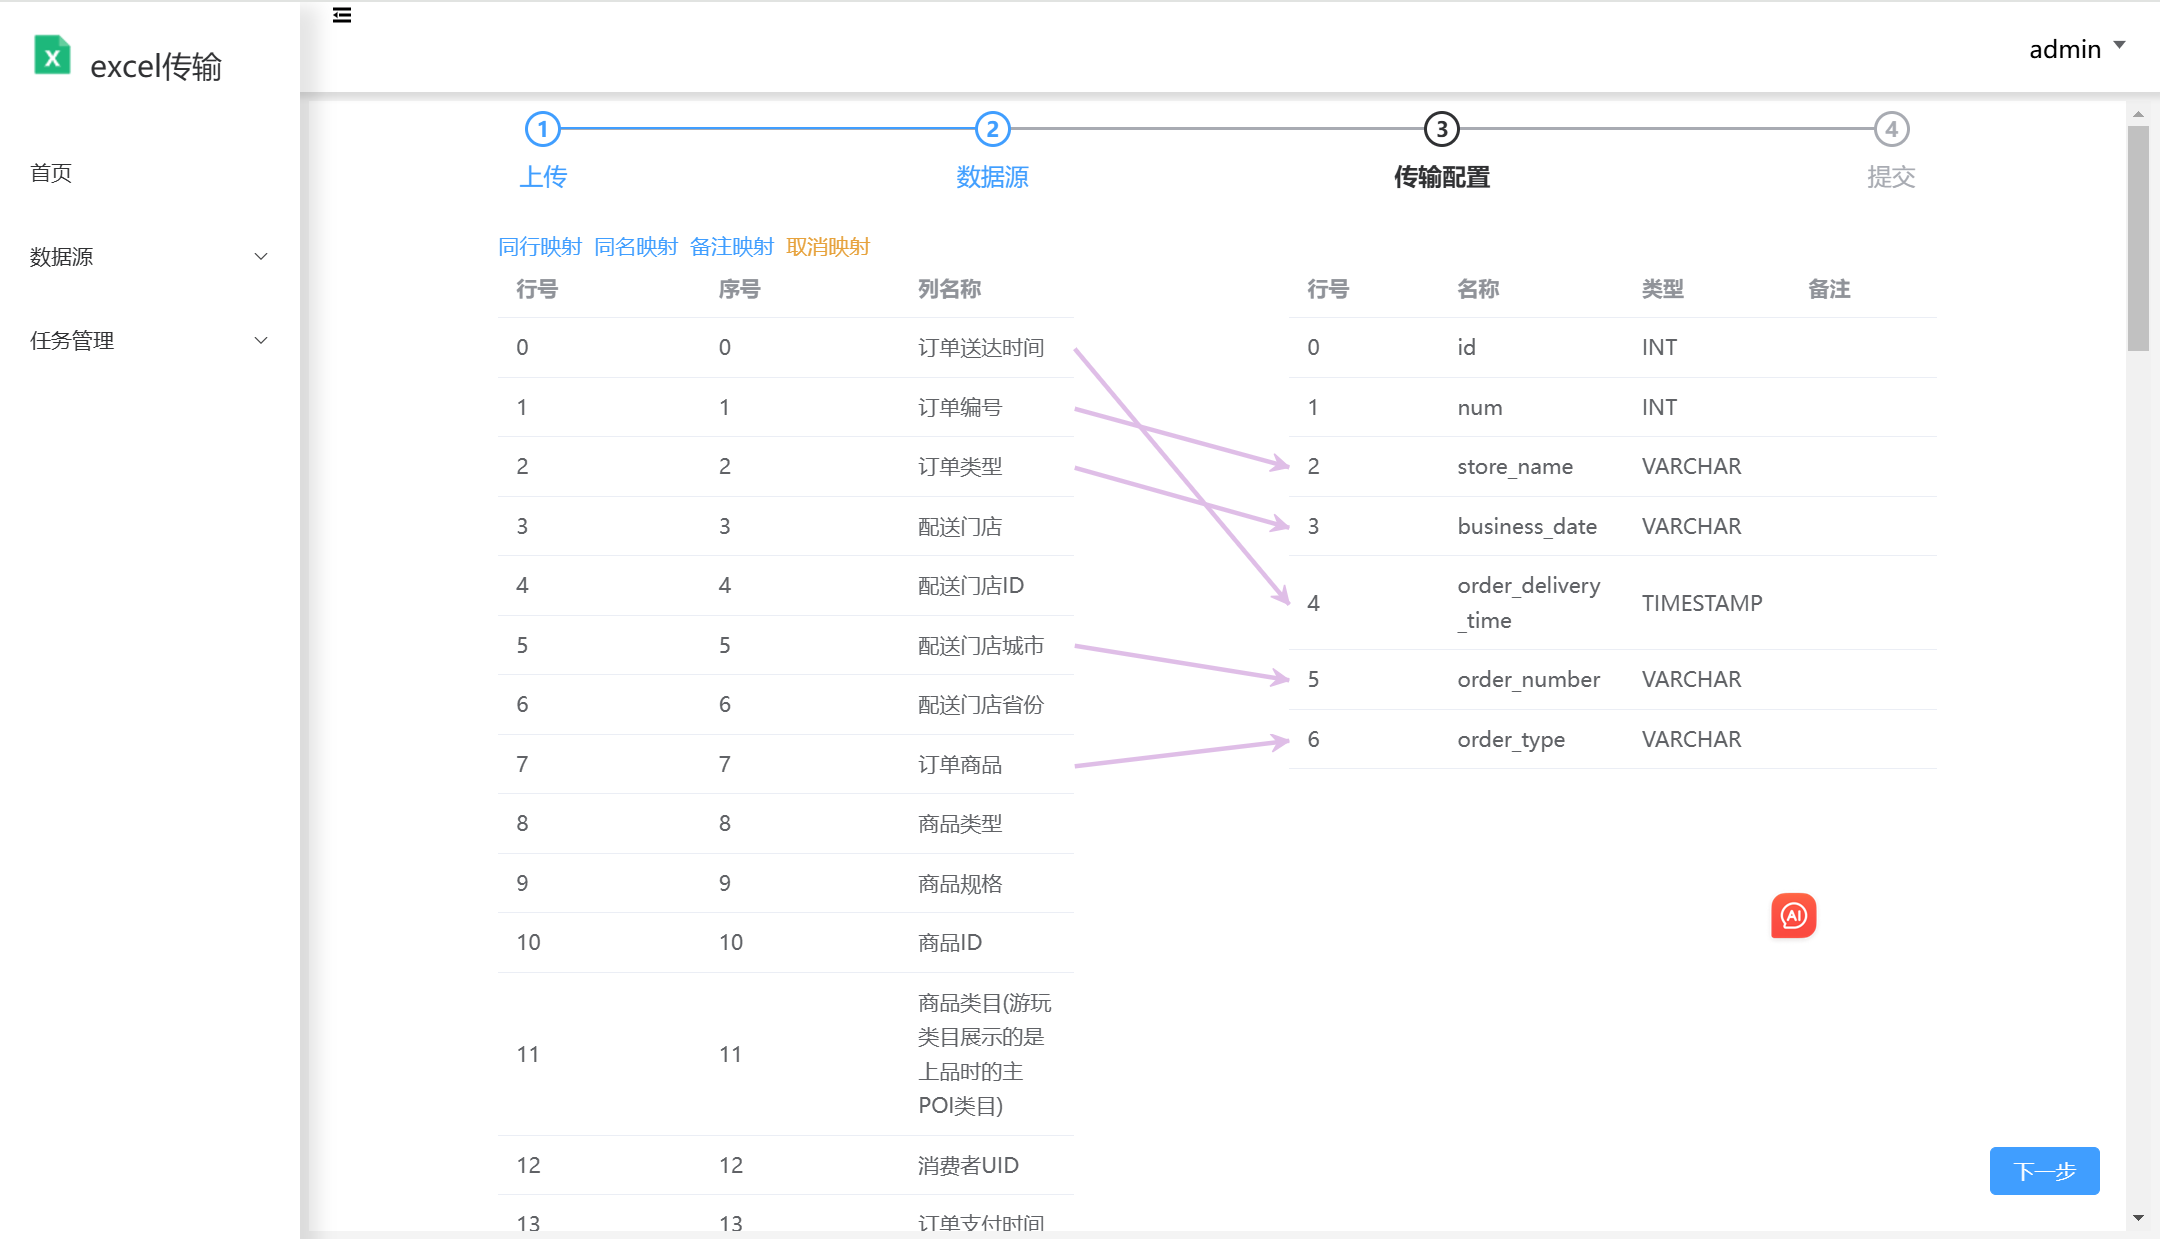 excel传输
admin
首页
数据源
任务管理
1 2 3 4
上传 数据源 传输配置 提交
同行映射 同名映射 备注映射 取消映射
行号 序号 列名称
0 0 订单送达时间
1 1 订单编号
2 2 订单类型
3 3 配送门店
4 4 配送门店ID
5 5 配送门店城市
6 6 配送门店省份
7 7 订单商品
8 8 商品类型
9 9 商品规格
10 10 商品ID
11 11 商品类目(游玩
类目展示的是
上品时的主
POI类目)
12 12 消费者UID
13 13 订单支付时间
行号 名称 类型 备注
0 id INT
1 num INT
2 store_name VARCHAR
3 business_date VARCHAR
4 order_delivery
_time TIMESTAMP
5 order_number VARCHAR
6 order_type VARCHAR
AI
下一步